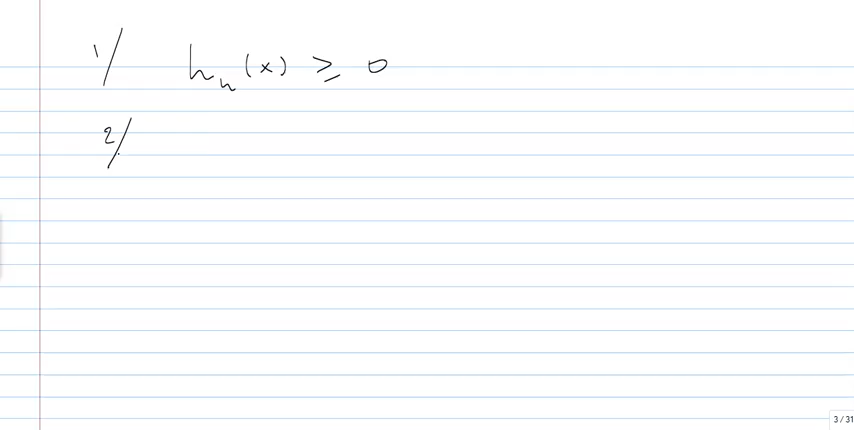 1/ hₙ(x) ≥ 0
2/
3 / 31